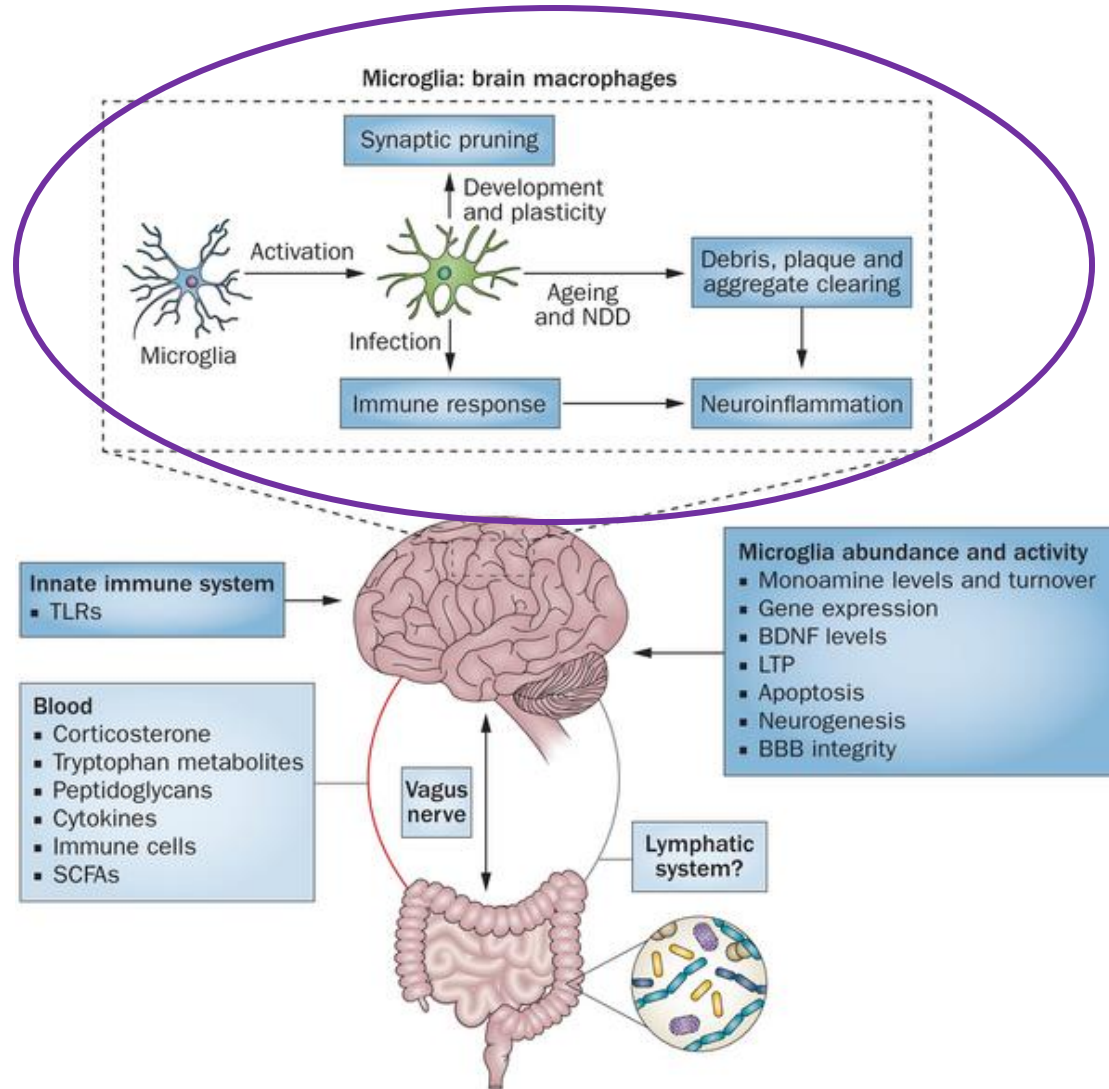 Microglia: brain macrophages
Synaptic pruning
Development
and plasticity
Activation
Debris, plaque and
aggregate clearing
Ageing
and NDD
Microglia
Infection
Immune response
Neuroinflammation
Innate immune system
▪ TLRs
Microglia abundance and activity
▪ Monoamine levels and turnover
▪ Gene expression
▪ BDNF levels
▪ LTP
▪ Apoptosis
▪ Neurogenesis
▪ BBB integrity
Blood
▪ Corticosterone
▪ Tryptophan metabolites
▪ Peptidoglycans
▪ Cytokines
▪ Immune cells
▪ SCFAs
Vagus
nerve
Lymphatic
system?